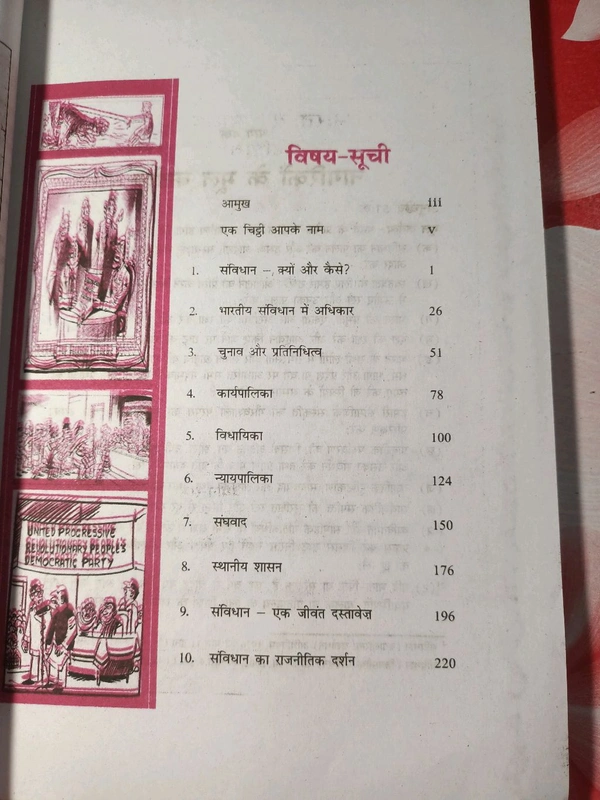 विषय-सूची
आमुख iii
एक चिट्ठी आपके नाम v
1. संविधान – क्यों और कैसे? 1
2. भारतीय संविधान में अधिकार 26
3. चुनाव और प्रतिनिधित्व 51
4. कार्यपालिका 78
5. विधायिका 100
6. न्यायपालिका 124
7. संघवाद 150
8. स्थानीय शासन 176
9. संविधान – एक जीवंत दस्तावेज़ 196
10. संविधान का राजनीतिक दर्शन 220
UNITED PROGRESSIVE
REVOLUTIONARY PEOPLE'S
DEMOCRATIC PARTY